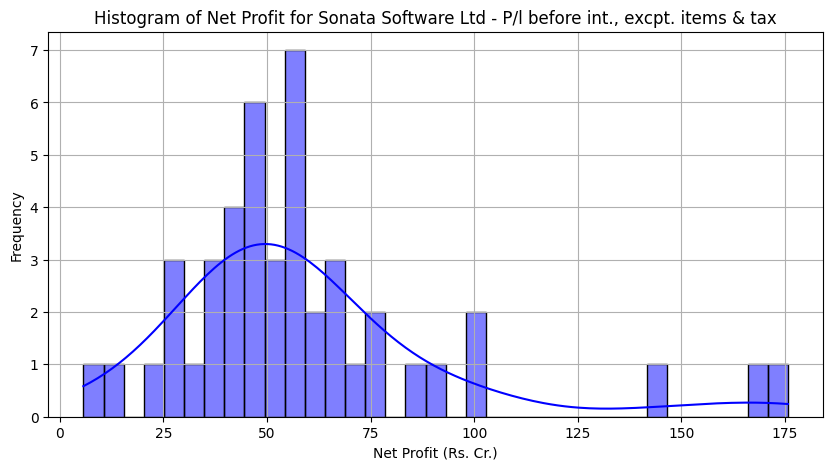 Histogram of Net Profit for Sonata Software Ltd - P/l before int., excpt. items & tax
Frequency
7
6
5
4
3
2
1
0
0 25 50 75 100 125 150 175
Net Profit (Rs. Cr.)